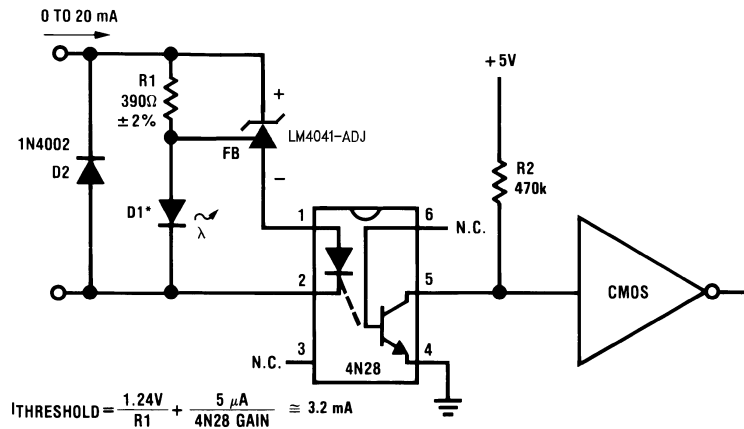 0 TO 20 mA
+5V
R1
390Ω
±2%
+
LM4041-ADJ
FB
−
1N4002
D2
D1*
λ
R2
470k
1
6
N.C.
2
5
CMOS
3
N.C.
4
4N28
ITHRESHOLD = 1.24V / R1 + 5 μA / 4N28 GAIN ≅ 3.2 mA